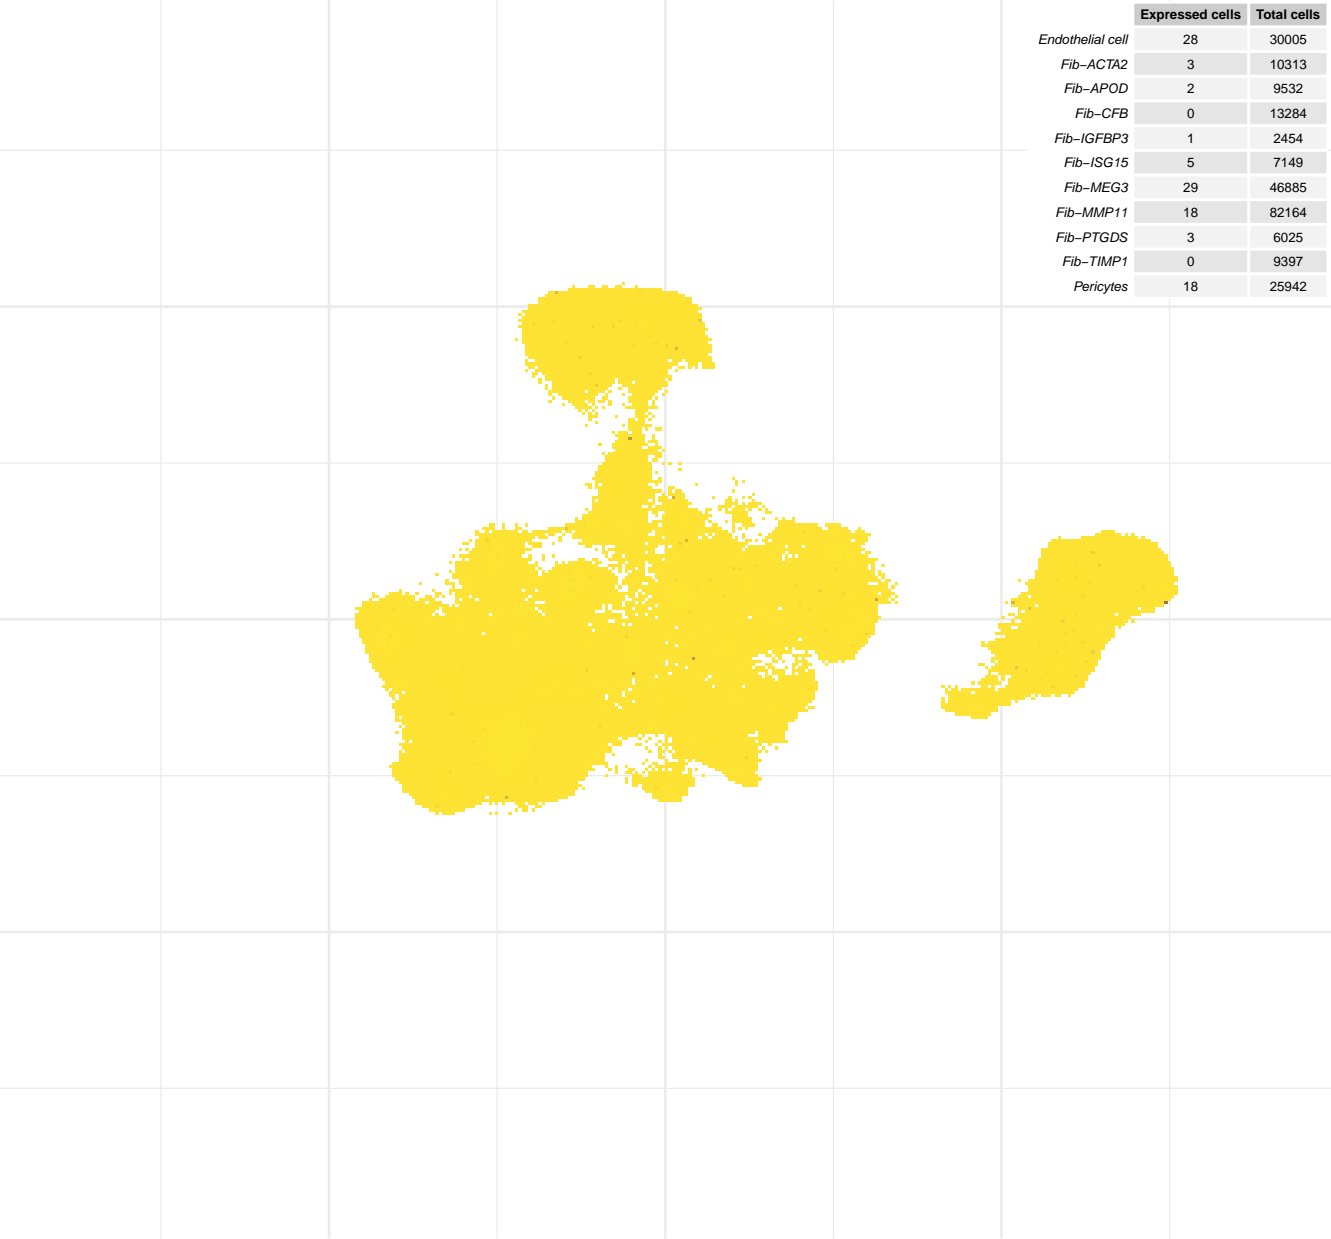 Expressed cells Total cells
Endothelial cell 28 30005
Fib−ACTA2 3 10313
Fib−APOD 2 9532
Fib−CFB 0 13284
Fib−IGFBP3 1 2454
Fib−ISG15 5 7149
Fib−MEG3 29 46885
Fib−MMP11 18 82164
Fib−PTGDS 3 6025
Fib−TIMP1 0 9397
Pericytes 18 25942